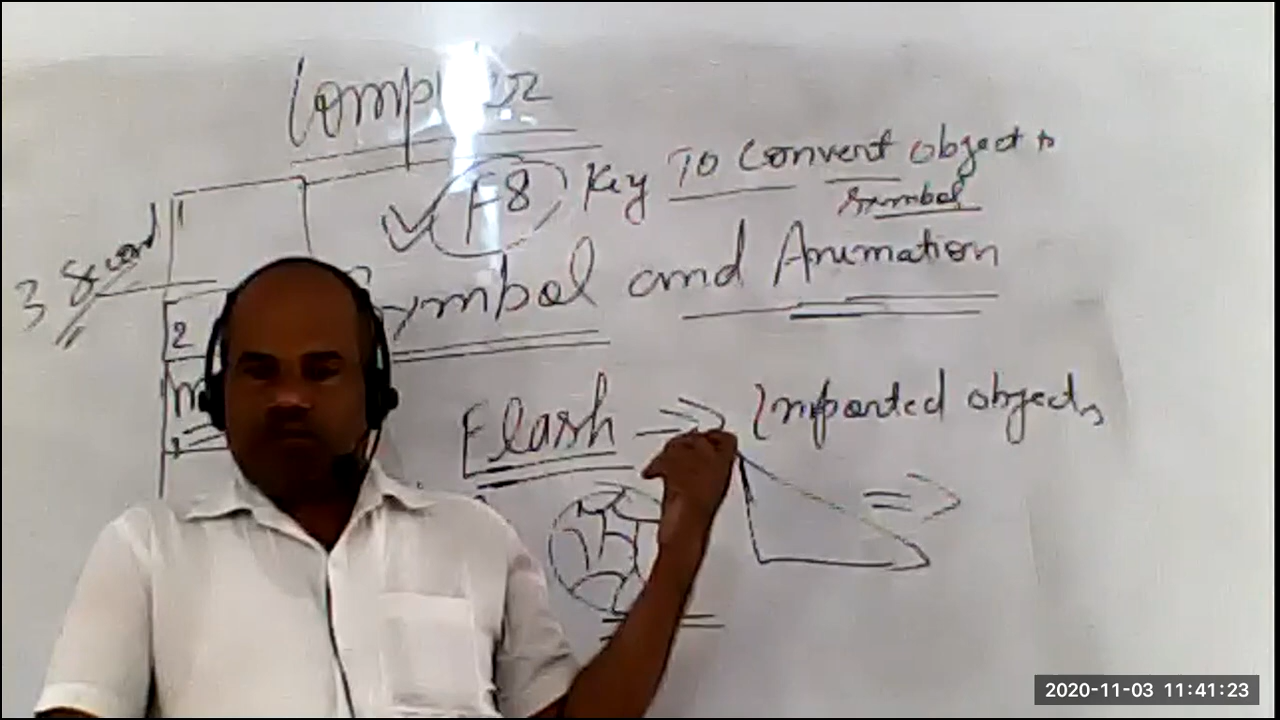 Computer
F8 Key To Convert object to
Symbol
1
3 Second
Symbol and Animation
2
Flash ⇒ Imported objects
2020-11-03 11:41:23